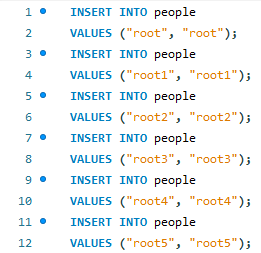 1 INSERT INTO people
2 VALUES ("root", "root");
3 INSERT INTO people
4 VALUES ("root1", "root1");
5 INSERT INTO people
6 VALUES ("root2", "root2");
7 INSERT INTO people
8 VALUES ("root3", "root3");
9 INSERT INTO people
10 VALUES ("root4", "root4");
11 INSERT INTO people
12 VALUES ("root5", "root5");